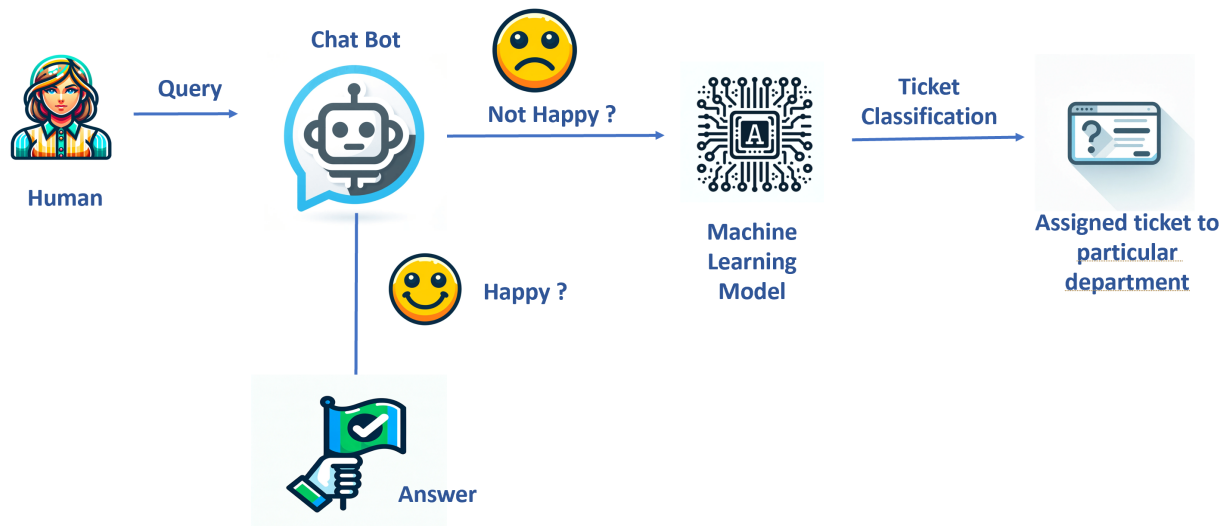 Chat Bot
Query
Not Happy ?
Ticket
Classification
Human
Machine
Learning
Model
Assigned ticket to
particular
department
Happy ?
Answer
A
?